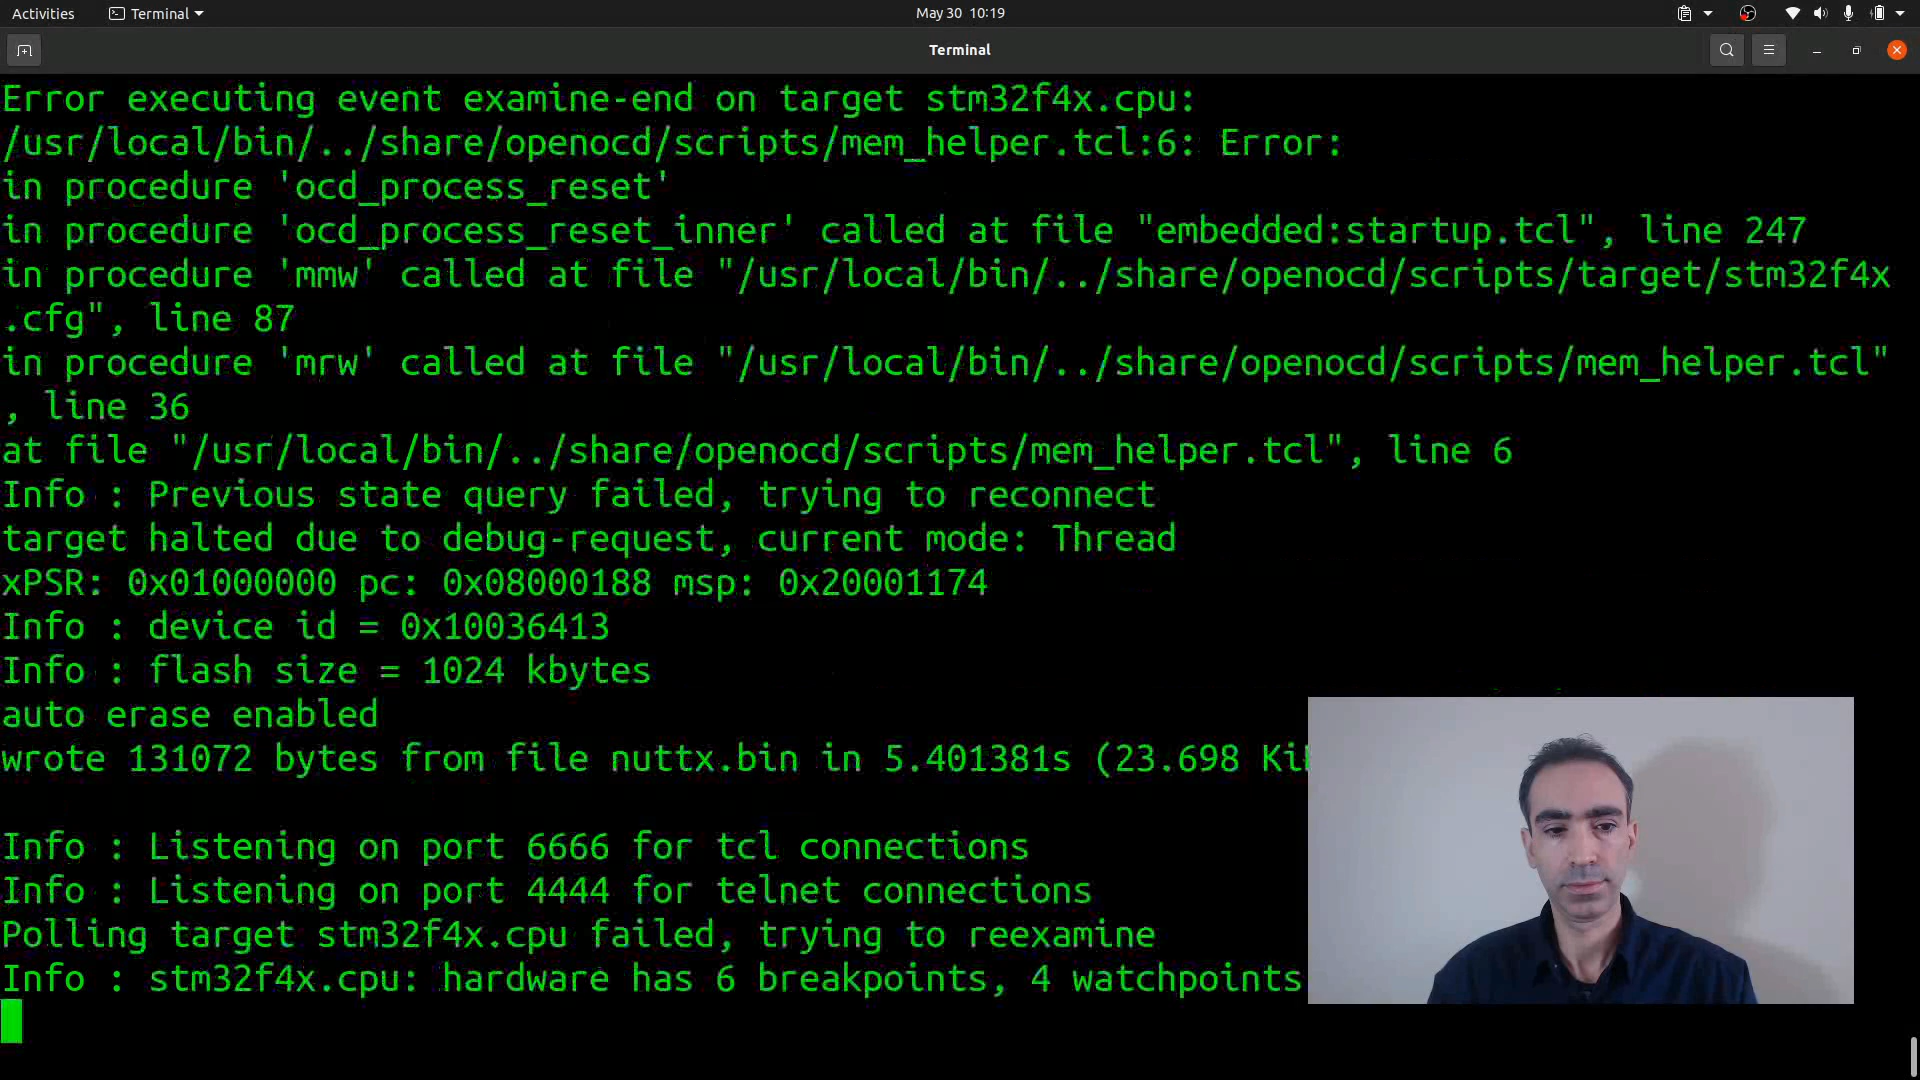 Activities Terminal May 30 10:19
Terminal
Error executing event examine-end on target stm32f4x.cpu:
/usr/local/bin/../share/openocd/scripts/mem_helper.tcl:6: Error:
in procedure 'ocd_process_reset'
in procedure 'ocd_process_reset_inner' called at file "embedded:startup.tcl", line 247
in procedure 'mmw' called at file "/usr/local/bin/../share/openocd/scripts/target/stm32f4x
.cfg", line 87
in procedure 'mrw' called at file "/usr/local/bin/../share/openocd/scripts/mem_helper.tcl"
, line 36
at file "/usr/local/bin/../share/openocd/scripts/mem_helper.tcl", line 6
Info : Previous state query failed, trying to reconnect
target halted due to debug-request, current mode: Thread
xPSR: 0x01000000 pc: 0x08000188 msp: 0x20001174
Info : device id = 0x10036413
Info : flash size = 1024 kbytes
auto erase enabled
wrote 131072 bytes from file nuttx.bin in 5.401381s (23.698
Info : Listening on port 6666 for tcl connections
Info : Listening on port 4444 for telnet connections
Polling target stm32f4x.cpu failed, trying to reexamine
Info : stm32f4x.cpu: hardware has 6 breakpoints, 4 watchpoints